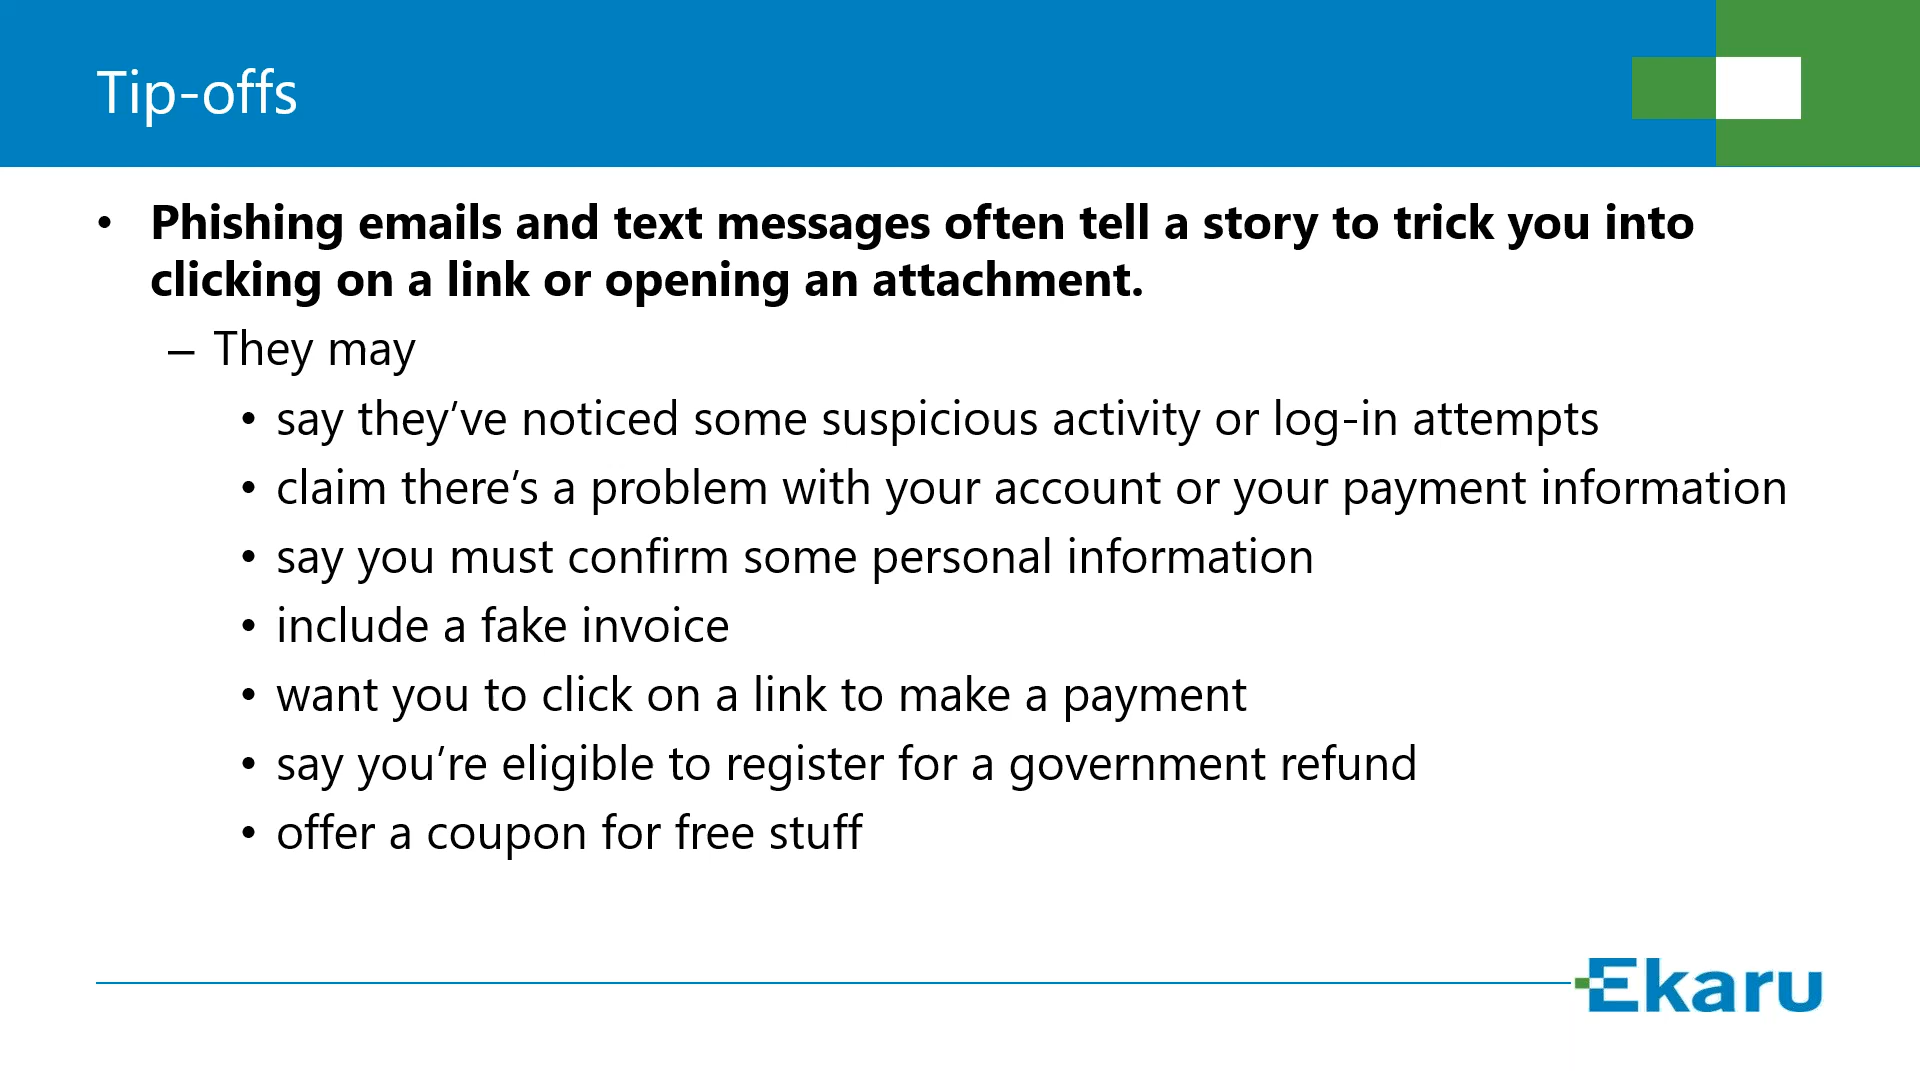 Tip-offs
• Phishing emails and text messages often tell a story to trick you into
clicking on a link or opening an attachment.
– They may
• say they’ve noticed some suspicious activity or log-in attempts
• claim there’s a problem with your account or your payment information
• say you must confirm some personal information
• include a fake invoice
• want you to click on a link to make a payment
• say you’re eligible to register for a government refund
• offer a coupon for free stuff
Ekaru